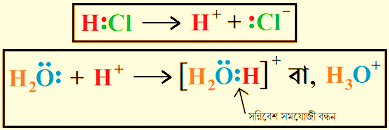 H:Cl ⟶ H⁺ + :Cl⁻
H₂Ö: + H⁺ ⟶ [H₂Ö:H]⁺ বা, H₃O⁺
সন্নিবেশ সমযোজী বন্ধন